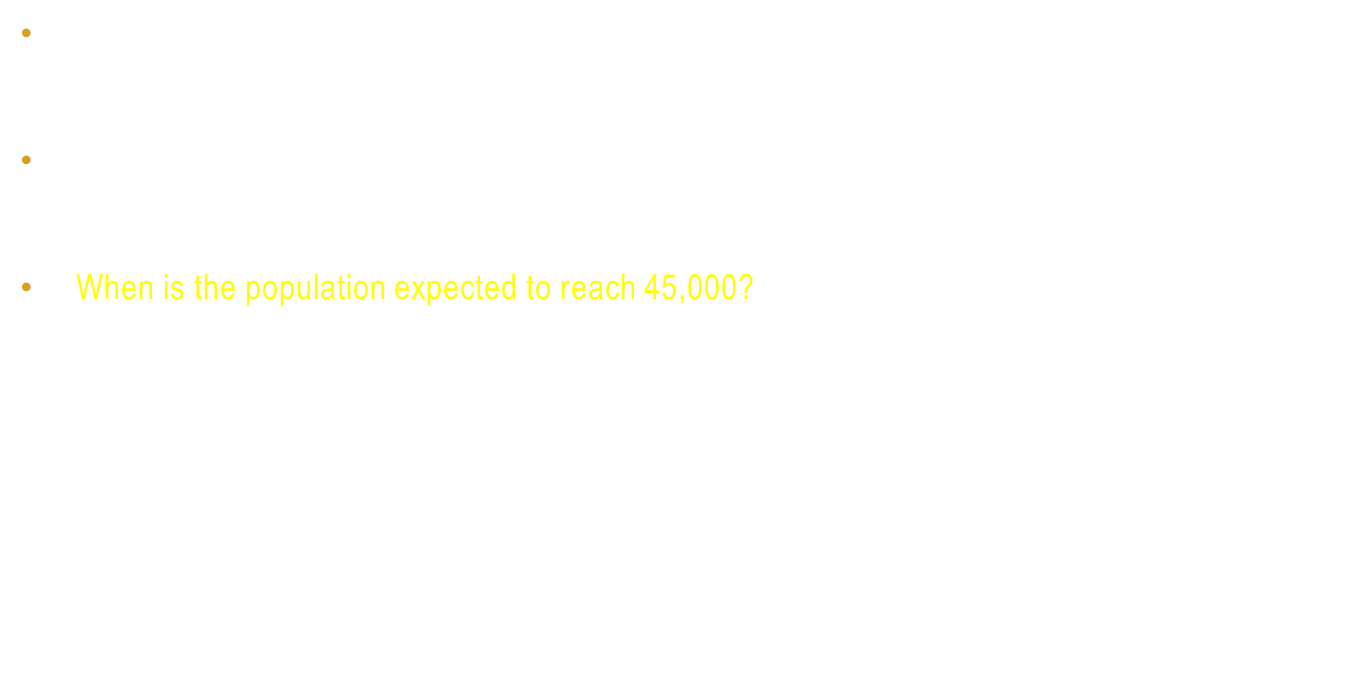 •
•
• When is the population expected to reach 45,000?